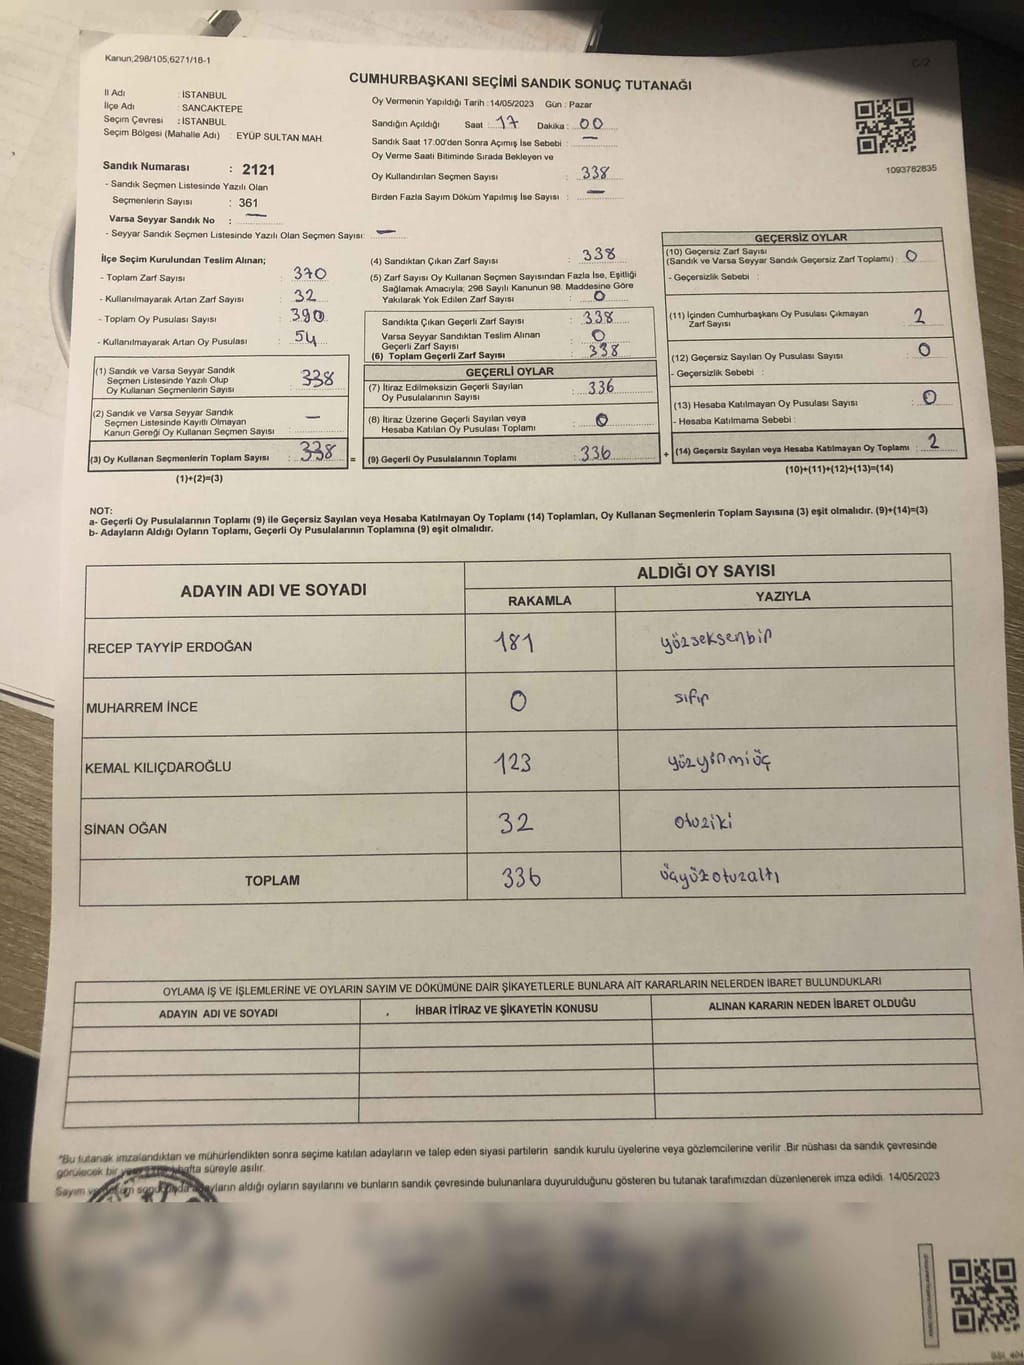 Kanun;298/105,6271/18-1
C/2
CUMHURBAŞKANI SEÇİMİ SANDIK SONUÇ TUTANAĞI
İl Adı : İSTANBUL
İlçe Adı : SANCAKTEPE
Seçim Çevresi : İSTANBUL
Seçim Bölgesi (Mahalle Adı) : EYÜP SULTAN MAH.
Sandık Numarası : 2121
- Sandık Seçmen Listesinde Yazılı Olan
Seçmenlerin Sayısı : 361
Varsa Seyyar Sandık No : —
- Seyyar Sandık Seçmen Listesinde Yazılı Olan Seçmen Sayısı: —
Oy Vermenin Yapıldığı Tarih : 14/05/2023 Gün : Pazar
Sandığın Açıldığı Saat : 17 Dakika : 00
Sandık Saat 17:00'den Sonra Açımış İse Sebebi : —
Oy Verme Saati Bitiminde Sırada Bekleyen ve
Oy Kullandırılan Seçmen Sayısı : 338
Birden Fazla Sayım Döküm Yapılmış İse Sayısı : —
1093782835
İlçe Seçim Kurulundan Teslim Alınan;
- Toplam Zarf Sayısı : 370
- Kullanılmayarak Artan Zarf Sayısı : 32
- Toplam Oy Pusulası Sayısı : 390
- Kullanılmayarak Artan Oy Pusulası : 54
(1) Sandık ve Varsa Seyyar Sandık
Seçmen Listesinde Yazılı Olup
Oy Kullanan Seçmenlerin Sayısı : 338
(2) Sandık ve Varsa Seyyar Sandık
Seçmen Listesinde Kayıtlı Olmayan
Kanun Gereği Oy Kullanan Seçmen Sayısı : —
(3) Oy Kullanan Seçmenlerin Toplam Sayısı : 338 =
(1)+(2)=(3)
(4) Sandıktan Çıkan Zarf Sayısı : 338
(5) Zarf Sayısı Oy Kullanan Seçmen Sayısından Fazla İse, Eşitliği
Sağlamak Amacıyla; 298 Sayılı Kanunun 98. Maddesine Göre
Yakılarak Yok Edilen Zarf Sayısı : 0
Sandıkta Çıkan Geçerli Zarf Sayısı : 338
Varsa Seyyar Sandıktan Teslim Alınan
Geçerli Zarf Sayısı : 0
(6) Toplam Geçerli Zarf Sayısı : 338
GEÇERLİ OYLAR
(7) İtiraz Edilmeksizin Geçerli Sayılan
Oy Pusulalarının Sayısı : 336
(8) İtiraz Üzerine Geçerli Sayılan veya
Hesaba Katılan Oy Pusulası Toplamı : 0
(9) Geçerli Oy Pusulalarının Toplamı : 336 +
GEÇERSİZ OYLAR
(10) Geçersiz Zarf Sayısı
(Sandık ve Varsa Seyyar Sandık Geçersiz Zarf Toplamı) : 0
- Geçersizlik Sebebi :
(11) İçinden Cumhurbaşkanı Oy Pusulası Çıkmayan
Zarf Sayısı : 2
(12) Geçersiz Sayılan Oy Pusulası Sayısı : 0
- Geçersizlik Sebebi :
(13) Hesaba Katılmayan Oy Pusulası Sayısı : 0
- Hesaba Katılmama Sebebi :
(14) Geçersiz Sayılan veya Hesaba Katılmayan Oy Toplamı : 2
(10)+(11)+(12)+(13)=(14)
NOT:
a- Geçerli Oy Pusulalarının Toplamı (9) ile Geçersiz Sayılan veya Hesaba Katılmayan Oy Toplamı (14) Toplamları, Oy Kullanan Seçmenlerin Toplam Sayısına (3) eşit olmalıdır. (9)+(14)=(3)
b- Adayların Aldığı Oyların Toplamı, Geçerli Oy Pusulalarının Toplamına (9) eşit olmalıdır.
ADAYIN ADI VE SOYADI
ALDIĞI OY SAYISI
RAKAMLA YAZIYLA
RECEP TAYYİP ERDOĞAN 181 yüzseksenbir
MUHARREM İNCE 0 sıfır
KEMAL KILIÇDAROĞLU 123 yüzyirmiüç
SİNAN OĞAN 32 otuziki
TOPLAM 336 üçyüzotuzaltı
OYLAMA İŞ VE İŞLEMLERİNE VE OYLARIN SAYIM VE DÖKÜMÜNE DAİR ŞİKAYETLERLE BUNLARA AİT KARARLARIN NELERDEN İBARET BULUNDUKLARI
ADAYIN ADI VE SOYADI İHBAR İTİRAZ VE ŞİKAYETİN KONUSU ALINAN KARARIN NEDEN İBARET OLDUĞU
*Bu tutanak imzalandıktan ve mühürlendikten sonra seçime katılan adayların ve talep eden siyasi partilerin sandık kurulu üyelerine veya gözlemcilerine verilir .Bir nüshası da sandık çevresinde
görülecek bir hafta süreyle asılır.
Sayım adayların aldığı oyların sayılarını ve bunların sandık çevresinde bulunanlara duyurulduğunu gösteren bu tutanak tarafımızdan düzenlenerek imza edildi. 14/05/2023